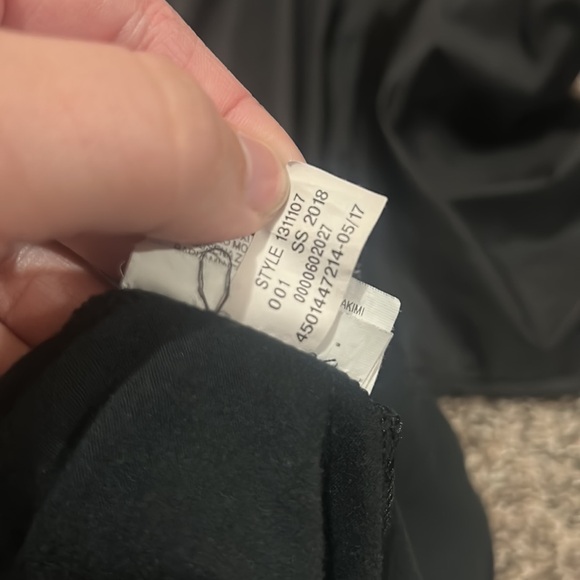 STYLE 1311107
001 SS 2018
0000602027
4501447214-05/17
AKIMI